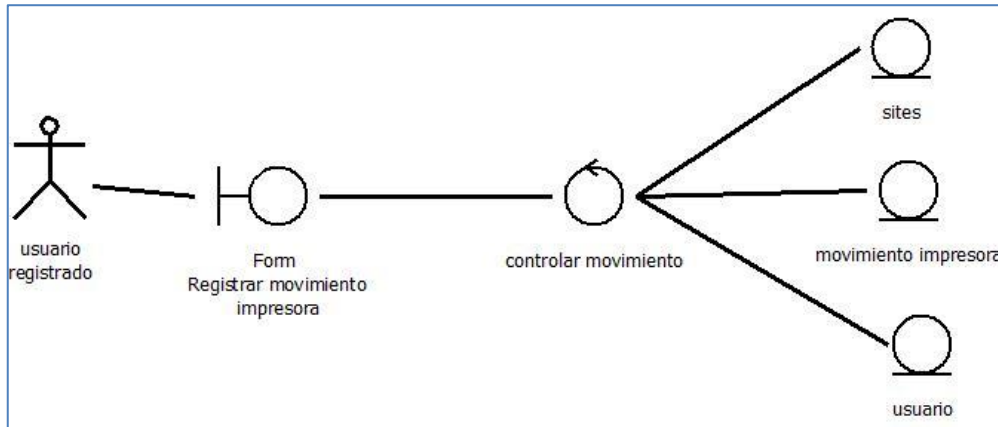 usuario
registrado
Form
Registrar movimiento
impresora
controlar movimiento
sites
movimiento impresora
usuario